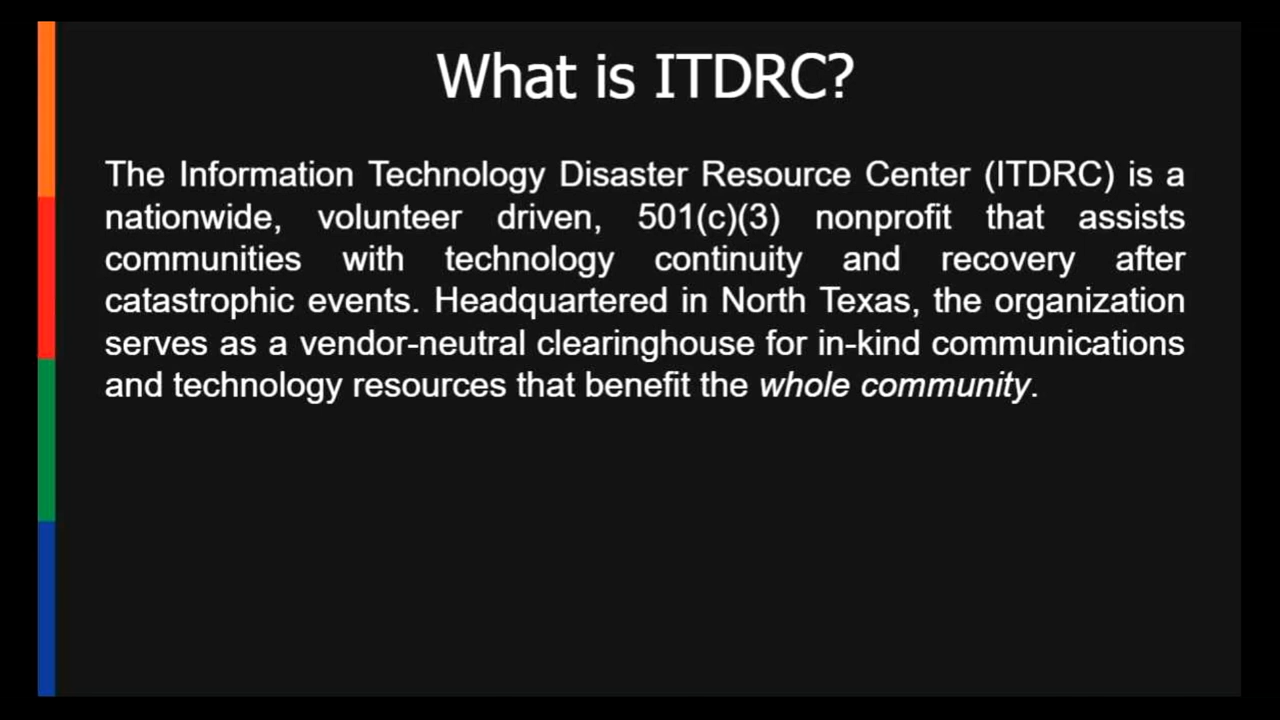 What is ITDRC?
The Information Technology Disaster Resource Center (ITDRC) is a
nationwide, volunteer driven, 501(c)(3) nonprofit that assists
communities with technology continuity and recovery after
catastrophic events. Headquartered in North Texas, the organization
serves as a vendor-neutral clearinghouse for in-kind communications
and technology resources that benefit the whole community.